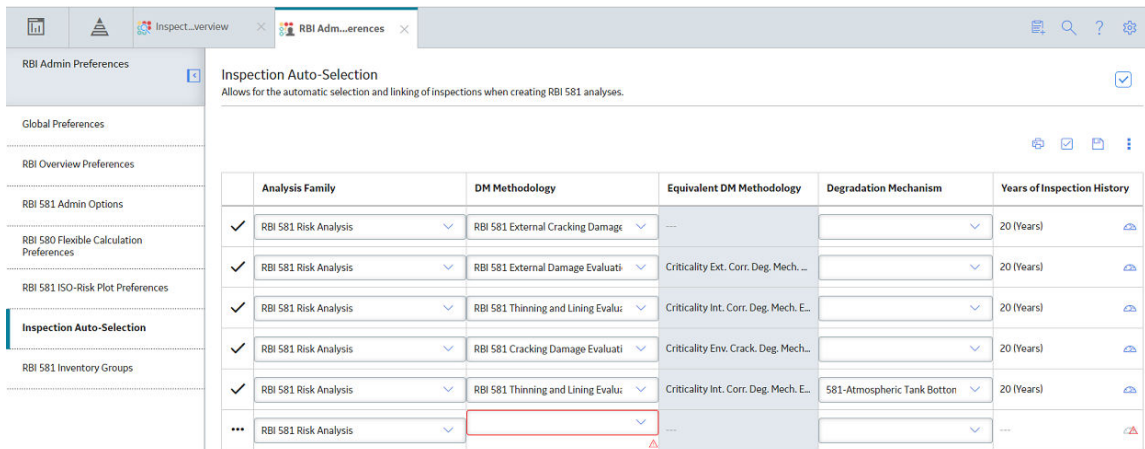 Inspect...verview
RBI Adm...erences
?
RBI Admin Preferences
Global Preferences
RBI Overview Preferences
RBI 581 Admin Options
RBI 580 Flexible Calculation
Preferences
RBI 581 ISO-Risk Plot Preferences
Inspection Auto-Selection
RBI 581 Inventory Groups
Inspection Auto-Selection
Allows for the automatic selection and linking of inspections when creating RBI 581 analyses.
Analysis Family DM Methodology Equivalent DM Methodology Degradation Mechanism Years of Inspection History
RBI 581 Risk Analysis RBI 581 External Cracking Damage --- 20 (Years)
RBI 581 Risk Analysis RBI 581 External Damage Evaluati Criticality Ext. Corr. Deg. Mech. ... 20 (Years)
RBI 581 Risk Analysis RBI 581 Thinning and Lining Evalu Criticality Int. Corr. Deg. Mech. E... 20 (Years)
RBI 581 Risk Analysis RBI 581 Cracking Damage Evaluati Criticality Env. Crack. Deg. Mech... 20 (Years)
RBI 581 Risk Analysis RBI 581 Thinning and Lining Evalu Criticality Int. Corr. Deg. Mech. E... 581-Atmospheric Tank Botton 20 (Years)
RBI 581 Risk Analysis --- ---